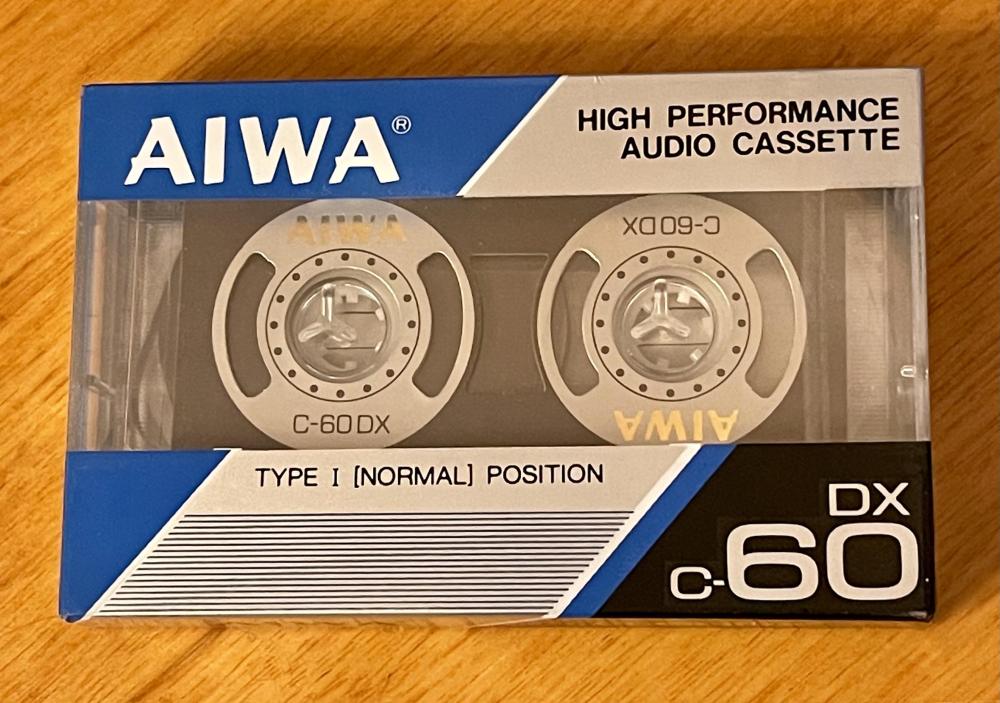 AIWA®
HIGH PERFORMANCE
AUDIO CASSETTE
AIWA
C-60 DX
C-60 DX
AIWA
TYPE I [NORMAL] POSITION
DX
C-60